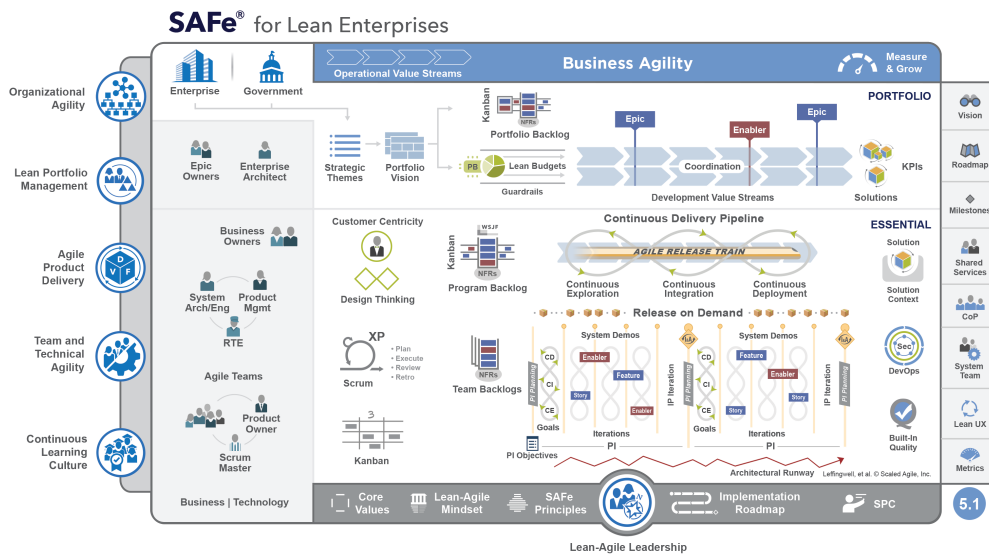 SAFe® for Lean Enterprises
Organizational
Agility
Lean Portfolio
Management
Agile
Product
Delivery
D
V F
Team and
Technical
Agility
Continuous
Learning
Culture
Enterprise
Government
Operational Value Streams
Business Agility
Measure
& Grow
PORTFOLIO
Epic
Owners
Enterprise
Architect
Strategic
Themes
Portfolio
Vision
Kanban
NFRs
Portfolio Backlog
PB
Lean Budgets
Guardrails
Epic
Enabler
Epic
Coordination
Development Value Streams
KPIs
Solutions
ESSENTIAL
Business
Owners
System
Arch/Eng
Product
Mgmt
RTE
Agile Teams
Product
Owner
Scrum
Master
Business | Technology
Customer Centricity
Design Thinking
XP
• Plan
• Execute
• Review
• Retro
Scrum
3
Kanban
WSJF
Kanban
NFRs
Program Backlog
NFRs
Team Backlogs
Continuous Delivery Pipeline
AGILE RELEASE TRAIN
Continuous
Exploration
Continuous
Integration
Continuous
Deployment
Release on Demand
System Demos
System Demos
PI Planning
CD
CI
CE
Goals
Enabler
Feature
Story
Enabler
Iterations
IP Iteration
I&A
PI Planning
CD
CI
CE
Goals
Feature
Enabler
Story
Story
Iterations
IP Iteration
I&A
PI Planning
PI
PI
PI Objectives
Architectural Runway
Leffingwell, et al. © Scaled Agile, Inc.
Solution
Solution
Context
Sec
DevOps
Built-In
Quality
Vision
Roadmap
Milestones
Shared
Services
CoP
System
Team
Lean UX
Metrics
Core
Values
Lean-Agile
Mindset
SAFe
Principles
Implementation
Roadmap
SPC
5.1
Lean-Agile Leadership